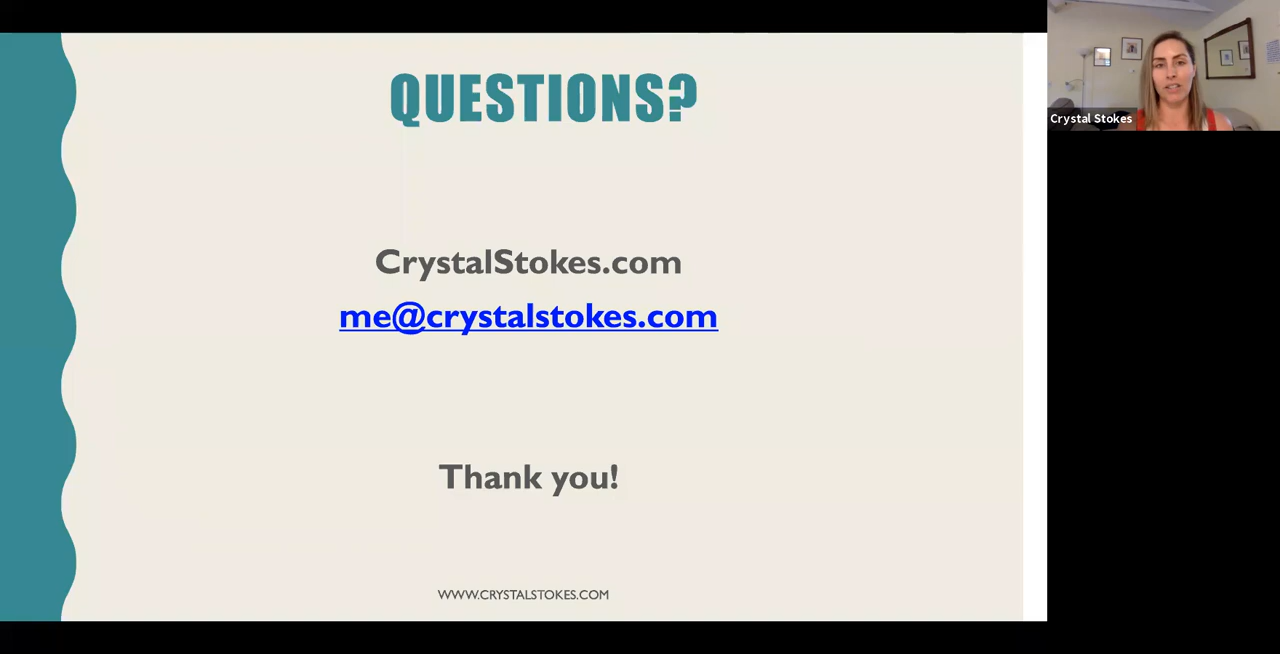 QUESTIONS?
Crystal Stokes
CrystalStokes.com
me@crystalstokes.com
Thank you!
WWW.CRYSTALSTOKES.COM